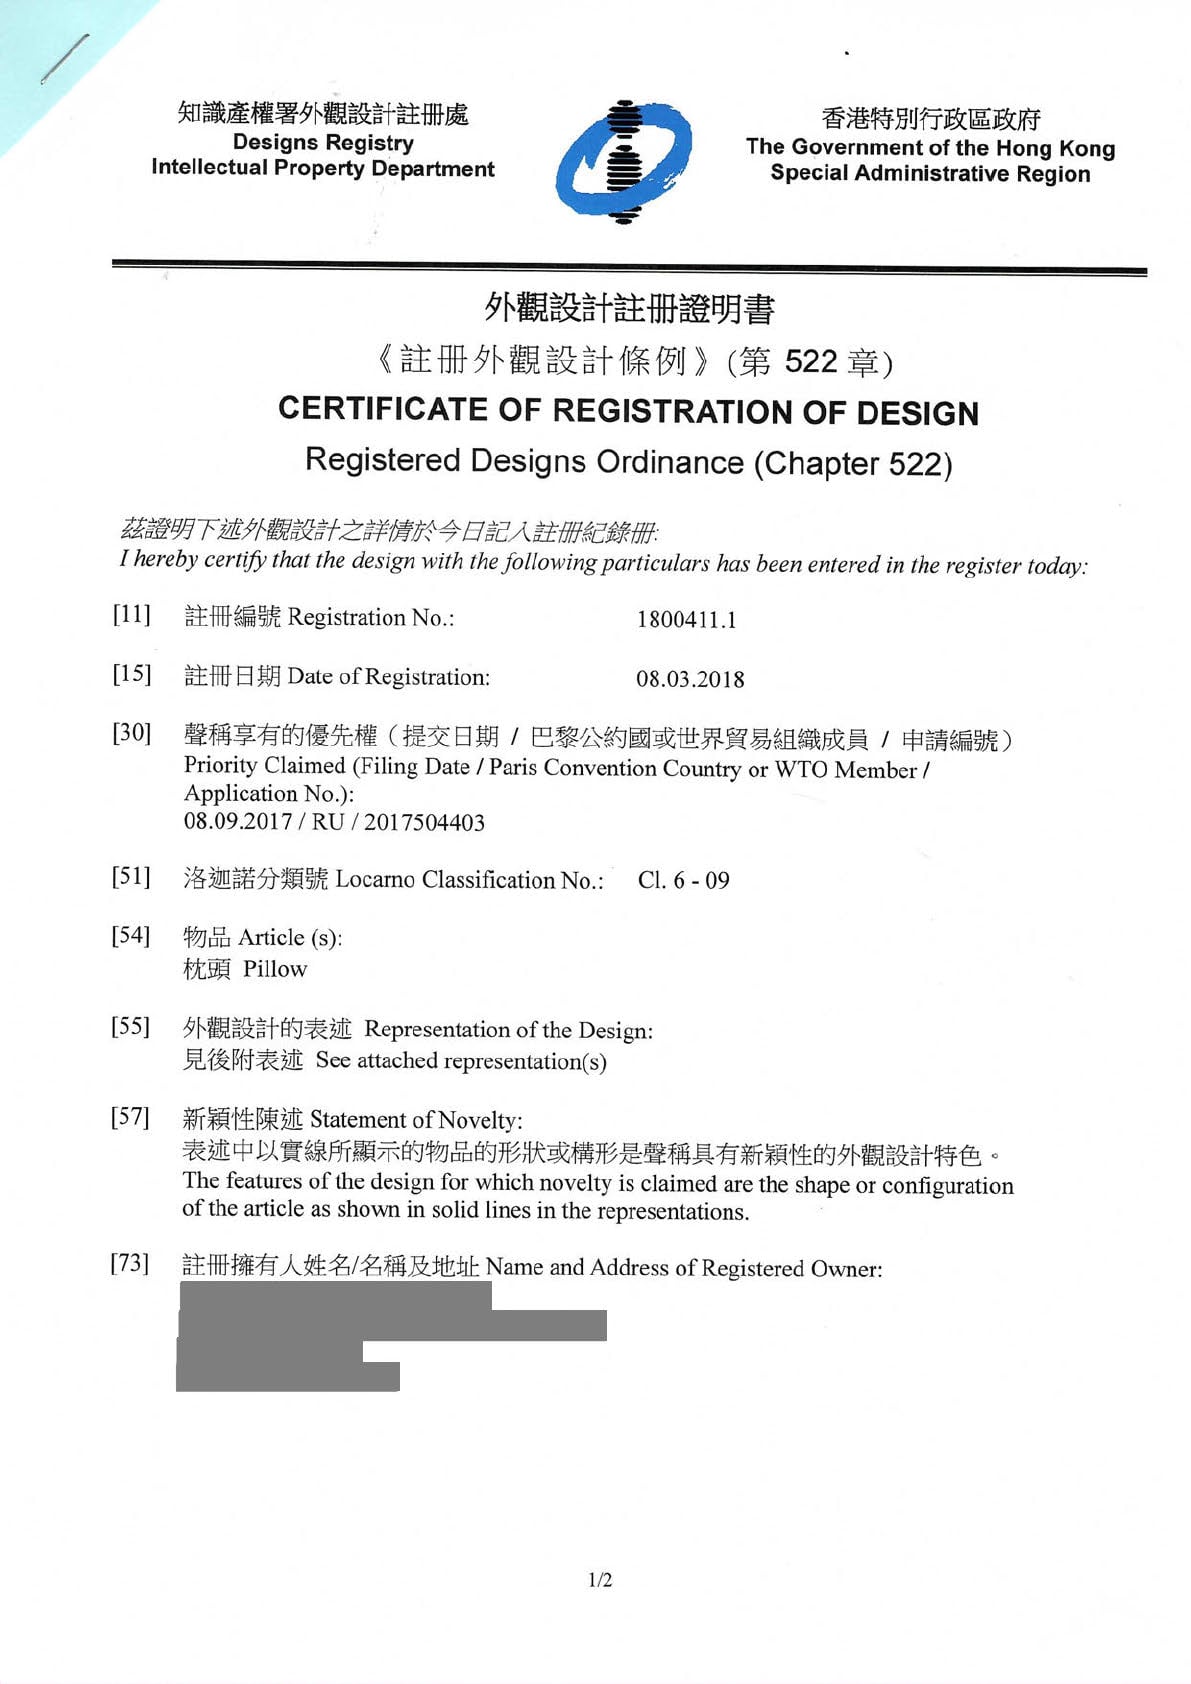 知識產權署外觀設計註冊處
Designs Registry
Intellectual Property Department
香港特別行政區政府
The Government of the Hong Kong
Special Administrative Region
外觀設計註冊證明書
《註冊外觀設計條例》(第 522 章)
CERTIFICATE OF REGISTRATION OF DESIGN
Registered Designs Ordinance (Chapter 522)
茲證明下述外觀設計之詳情於今日記入註冊紀錄冊:
I hereby certify that the design with the following particulars has been entered in the register today:
[11] 註冊編號 Registration No.: 1800411.1
[15] 註冊日期 Date of Registration: 08.03.2018
[30] 聲稱享有的優先權（提交日期 / 巴黎公約國或世界貿易組織成員 / 申請編號）
Priority Claimed (Filing Date / Paris Convention Country or WTO Member /
Application No.):
08.09.2017 / RU / 2017504403
[51] 洛迦諾分類號 Locarno Classification No.: Cl. 6 - 09
[54] 物品 Article (s):
枕頭 Pillow
[55] 外觀設計的表述 Representation of the Design:
見後附表述 See attached representation(s)
[57] 新穎性陳述 Statement of Novelty:
表述中以實線所顯示的物品的形狀或構形是聲稱具有新穎性的外觀設計特色。
The features of the design for which novelty is claimed are the shape or configuration
of the article as shown in solid lines in the representations.
[73] 註冊擁有人姓名/名稱及地址 Name and Address of Registered Owner:
1/2